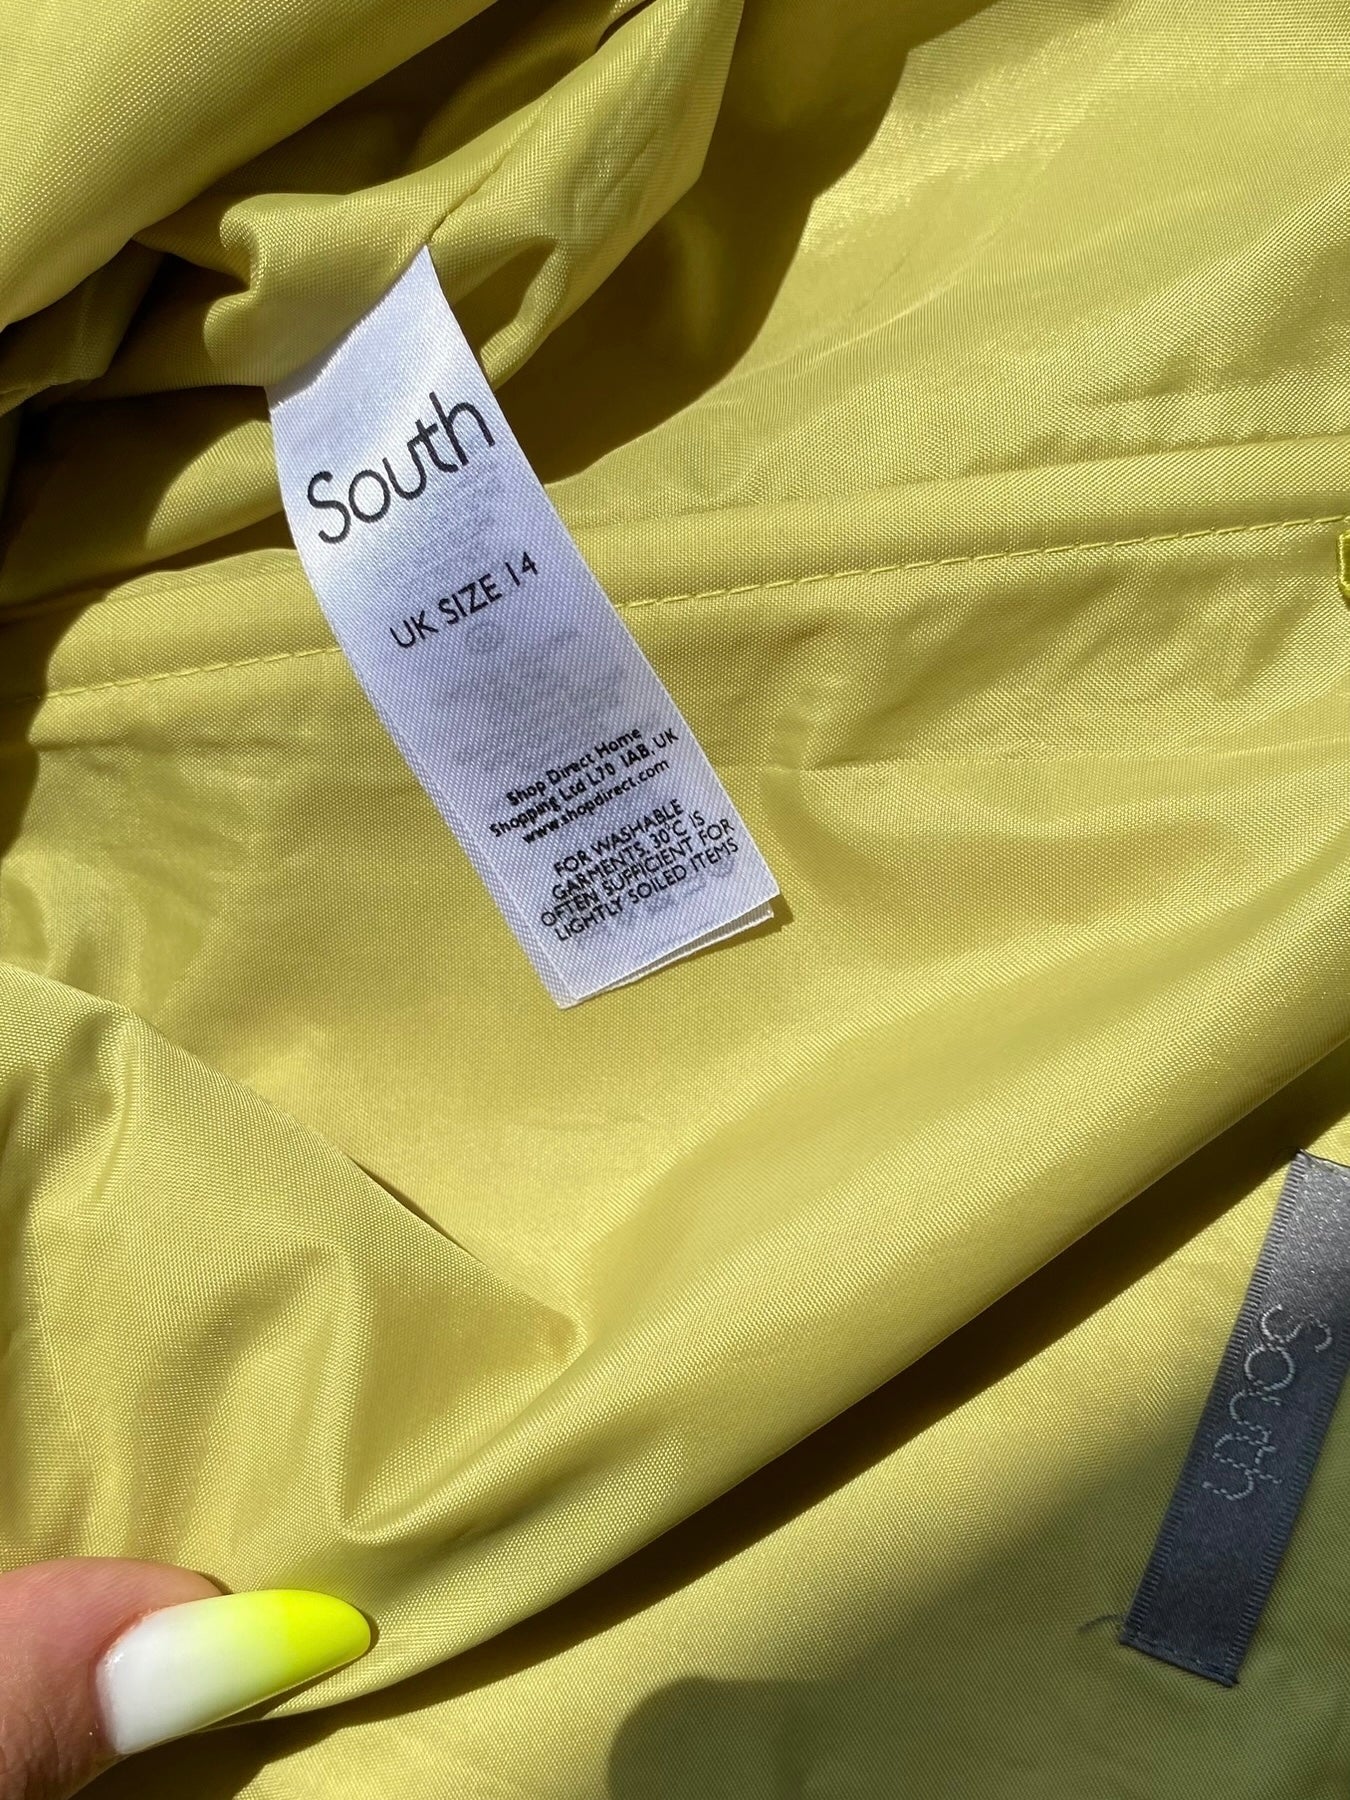 South
UK SIZE 14
Shop Direct Home
Shopping Ltd L70 1AB, UK
www.shopdirect.com
FOR WASHABLE
GARMENTS, 30°C IS
OFTEN SUFFICIENT FOR
LIGHTLY SOILED ITEMS
South